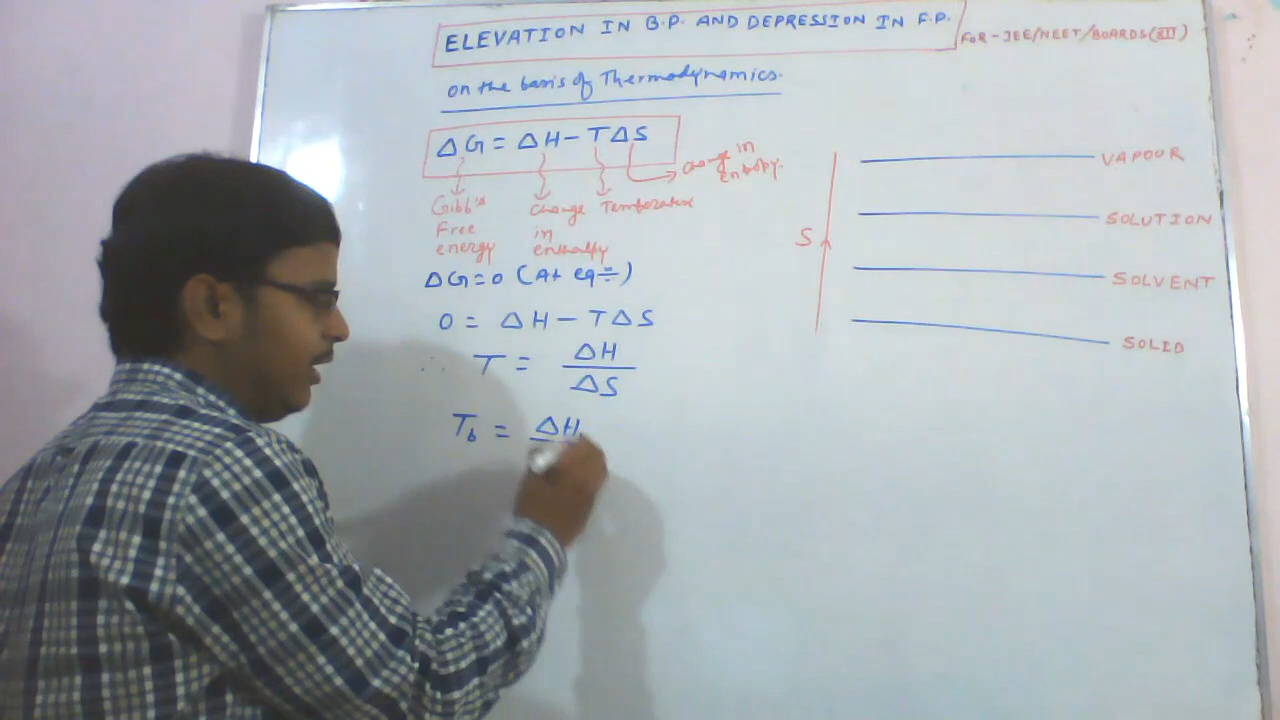 ELEVATION IN B.P. AND DEPRESSION IN F.P.
FOR-JEE/NEET/BOARDS(XII)
on the basis of Thermodynamics.
ΔG = ΔH - TΔS
Gibb's Free energy
Change in enthalpy
Temperature
Change in entropy.
ΔG = 0 (At eq÷)
0 = ΔH - TΔS
∴ T = ΔH / ΔS
T_b = ΔH
S
VAPOUR
SOLUTION
SOLVENT
SOLID